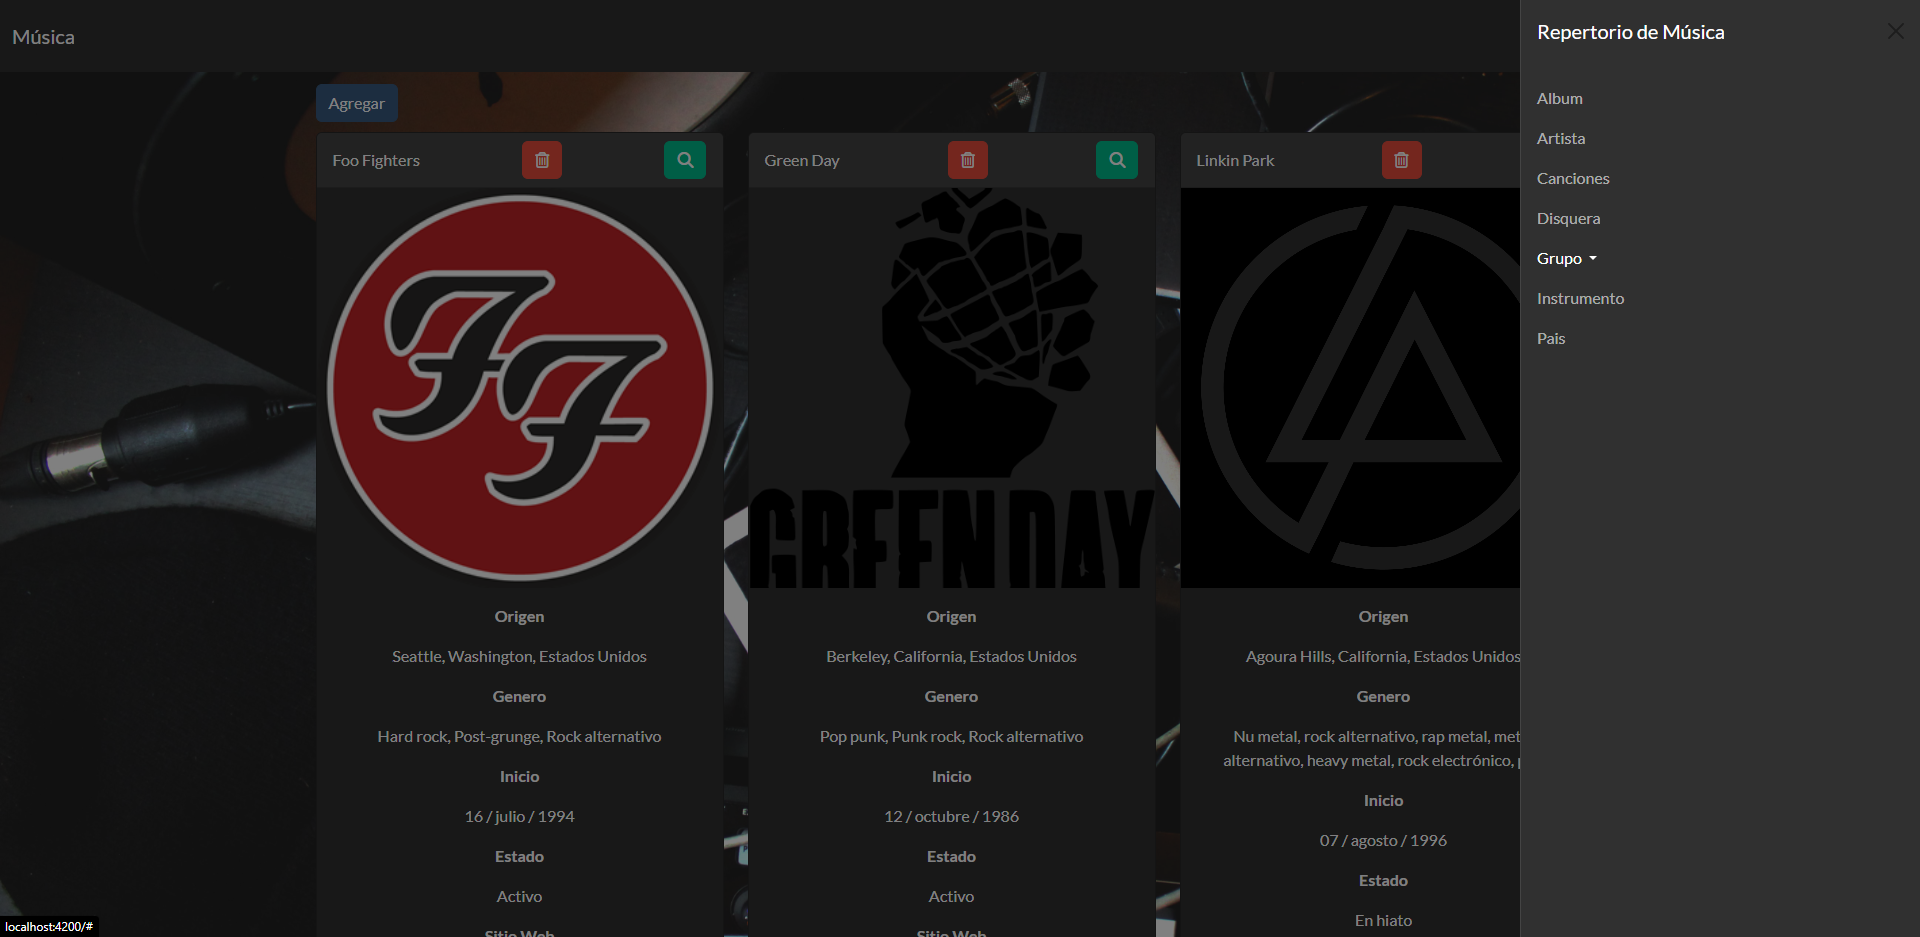 Música
Agregar
Foo Fighters
Origen
Seattle, Washington, Estados Unidos
Genero
Hard rock, Post-grunge, Rock alternativo
Inicio
16 / julio / 1994
Estado
Activo
Sitio Web
Green Day
GREEN DAY
Origen
Berkeley, California, Estados Unidos
Genero
Pop punk, Punk rock, Rock alternativo
Inicio
12 / octubre / 1986
Estado
Activo
Sitio Web
Linkin Park
Origen
Agoura Hills, California, Estados Unidos
Genero
Nu metal, rock alternativo, rap metal, met
alternativo, heavy metal, rock electrónico,
Inicio
07 / agosto / 1996
Estado
En hiato
Repertorio de Música
Album
Artista
Canciones
Disquera
Grupo
Instrumento
Pais
localhost:4200/#